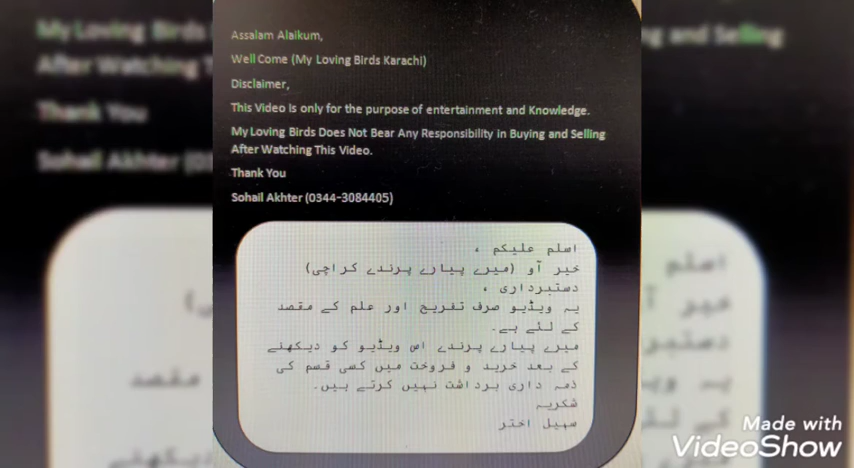 Assalam Alaikum,
Well Come (My Loving Birds Karachi)
Disclaimer,
This Video is only for the purpose of entertainment and Knowledge.
My Loving Birds Does Not Bear Any Responsibility in Buying and Selling
After Watching This Video.
Thank You
Sohail Akhter (0344-3084405)
اسلم علیکم ،
خیر آو (میرے پیارے پرندے کراچی)
دستبرداری ،
یہ ویڈیو صرف تفریح اور علم کے مقصد
کے لئے ہے۔
میرے پیارے پرندے اس ویڈیو کو دیکھنے
کے بعد خرید و فروخت میں کسی قسم کی
ذمہ داری برداشت نہیں کرتے ہیں۔
شکریہ
سہیل اختر
Made with
VideoShow